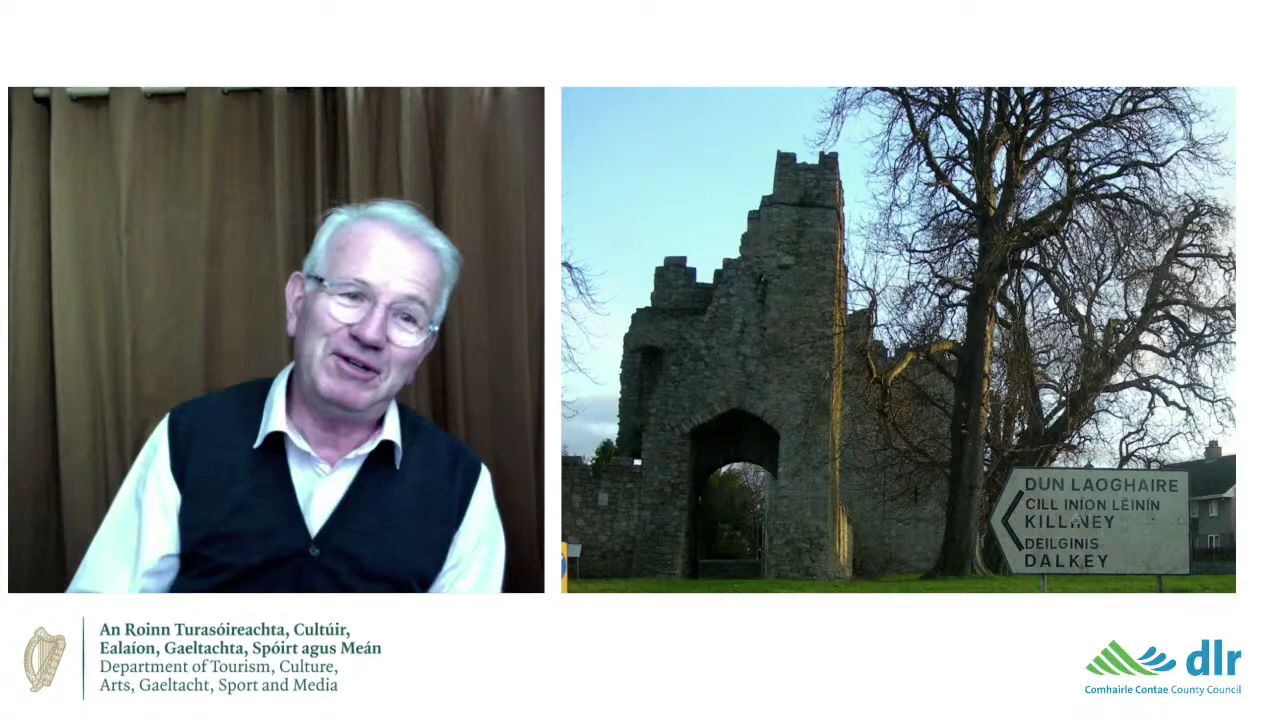 DUN LAOGHAIRE
CILL INÍON LÉINÍN
KILLINEY
DEILGINIS
DALKEY
An Roinn Turasóireachta, Cultúir,
Ealaíon, Gaeltachta, Spóirt agus Meán
Department of Tourism, Culture,
Arts, Gaeltacht, Sport and Media
dlr
Comhairle Contae County Council